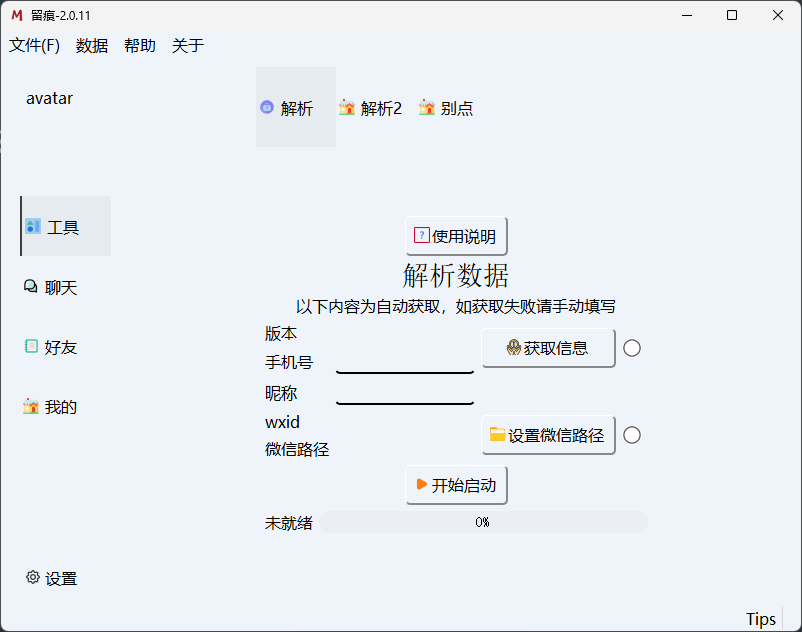 留痕-2.0.11
文件(F) 数据 帮助 关于
avatar
解析 解析2 别点
工具
聊天
好友
我的
设置
使用说明
解析数据
以下内容为自动获取，如获取失败请手动填写
版本
手机号
获取信息
昵称
wxid
微信路径
设置微信路径
开始启动
未就绪 0%
Tips